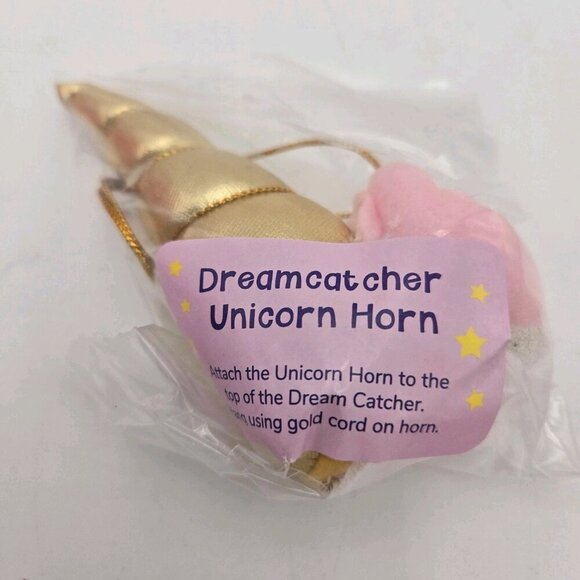 Dreamcatcher
Unicorn Horn
Attach the Unicorn Horn to the
top of the Dream Catcher.
using gold cord on horn.